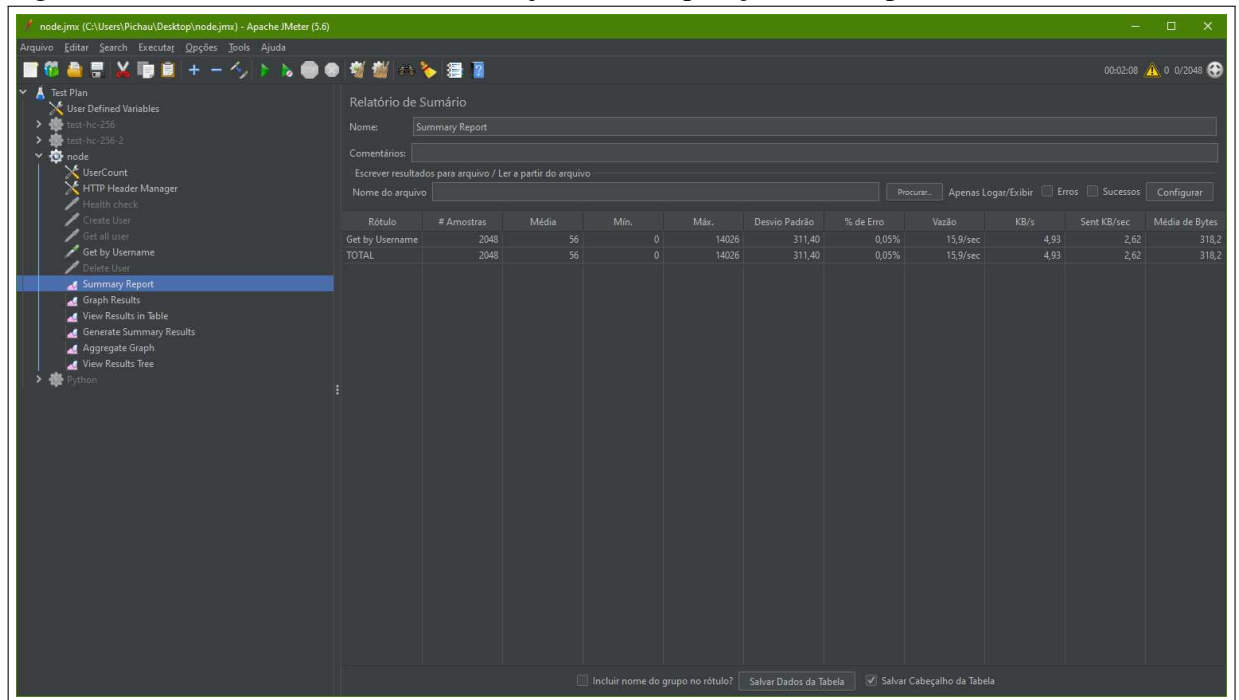 node.jmx (C:\Users\Pichau\Desktop\node.jmx) - Apache JMeter (5.6)
Arquivo Editar Search Executar Opções Tools Ajuda
00:02:08 0 0/2048
Test Plan
User Defined Variables
test-hc-256
test-hc-256-2
node
UserCount
HTTP Header Manager
Health check
Create User
Get all user
Get by Username
Delete User
Summary Report
Graph Results
View Results in Table
Generate Summary Results
Aggregate Graph
View Results Tree
Python
Relatório de Sumário
Nome: Summary Report
Comentários:
Escrever resultados para arquivo / Ler a partir do arquivo
Nome do arquivo Procurar... Apenas Logar/Exibir Erros Sucessos Configurar
Rótulo # Amostras Média Mín. Máx. Desvio Padrão % de Erro Vazão KB/s Sent KB/sec Média de Bytes
Get by Username 2048 56 0 14026 311,40 0,05% 15,9/sec 4,93 2,62 318,2
TOTAL 2048 56 0 14026 311,40 0,05% 15,9/sec 4,93 2,62 318,2
Incluir nome do grupo no rótulo? Salvar Dados da Tabela Salvar Cabeçalho da Tabela